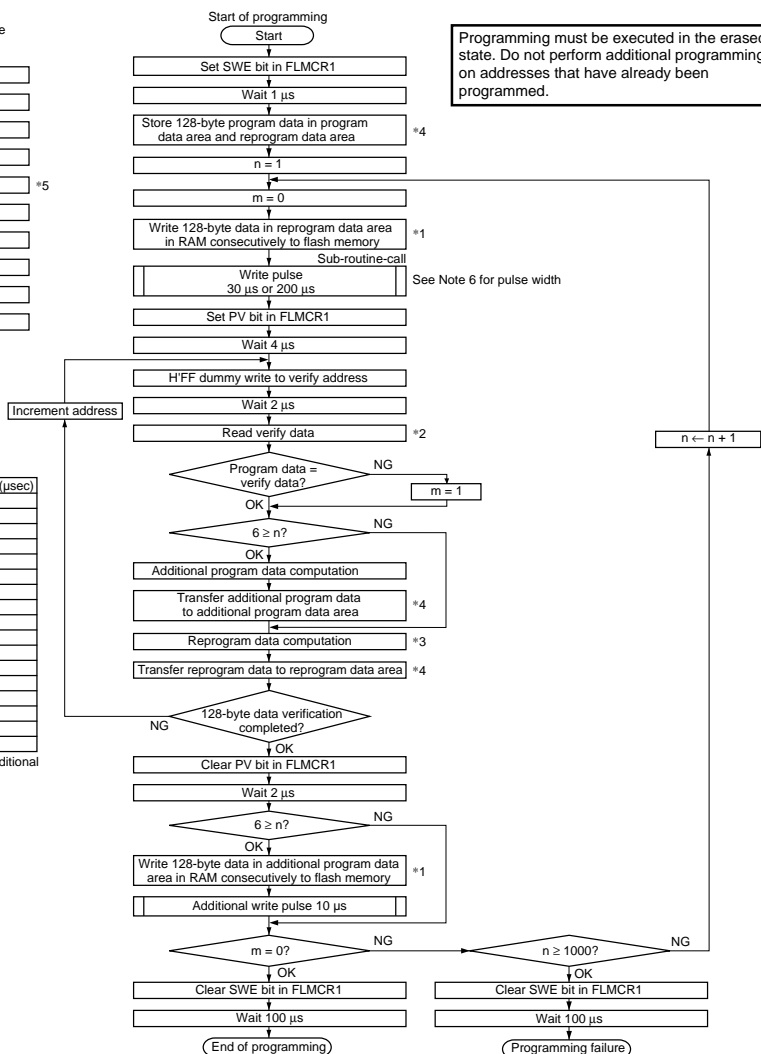 e
Start of programming
Start
Programming must be executed in the erased
state. Do not perform additional programming
on addresses that have already been
programmed.
Set SWE bit in FLMCR1
Wait 1 µs
Store 128-byte program data in program
data area and reprogram data area
*4
n = 1
*5
m = 0
Write 128-byte data in reprogram data area
in RAM consecutively to flash memory
*1
Sub-routine-call
Write pulse
30 µs or 200 µs
See Note 6 for pulse width
Set PV bit in FLMCR1
Wait 4 µs
H'FF dummy write to verify address
Increment address
Wait 2 µs
Read verify data
*2
n ← n + 1
Program data =
verify data?
NG
m = 1
OK
(µsec)
6 ≥ n?
NG
OK
Additional program data computation
Transfer additional program data
to additional program data area
*4
Reprogram data computation
*3
Transfer reprogram data to reprogram data area
*4
128-byte data verification
completed?
NG
OK
ditional
Clear PV bit in FLMCR1
Wait 2 µs
6 ≥ n?
NG
OK
Write 128-byte data in additional program data
area in RAM consecutively to flash memory
*1
Additional write pulse 10 µs
m = 0?
NG
n ≥ 1000?
NG
OK
OK
Clear SWE bit in FLMCR1
Clear SWE bit in FLMCR1
Wait 100 µs
Wait 100 µs
End of programming
Programming failure